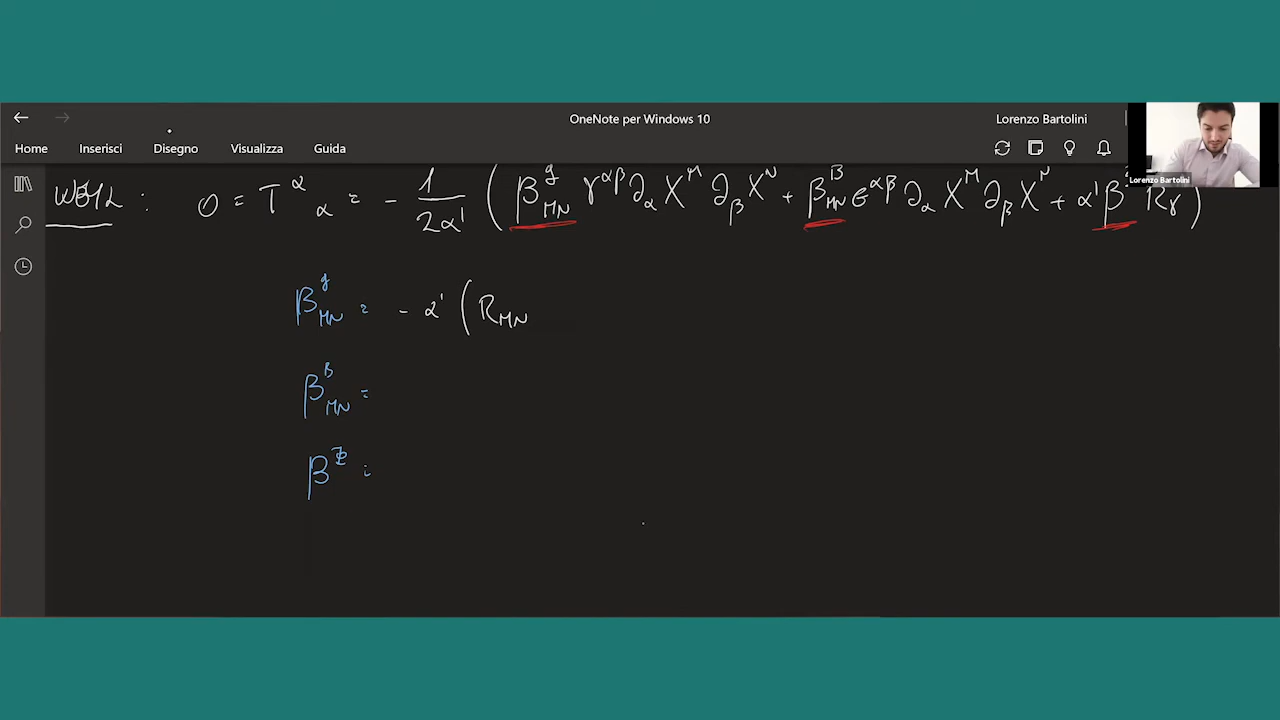 OneNote per Windows 10
Lorenzo Bartolini
Home Inserisci Disegno Visualizza Guida
Lorenzo Bartolini
WEYL : 0 = T^α_α = - 1/2α' ( β^g_MN γ^αβ ∂_α X^M ∂_β X^N + β^B_MN ϵ^αβ ∂_α X^M ∂_β X^N + α' β R_γ )
β^g_MN = - α' ( R_MN
β^B_MN =
β^Φ =